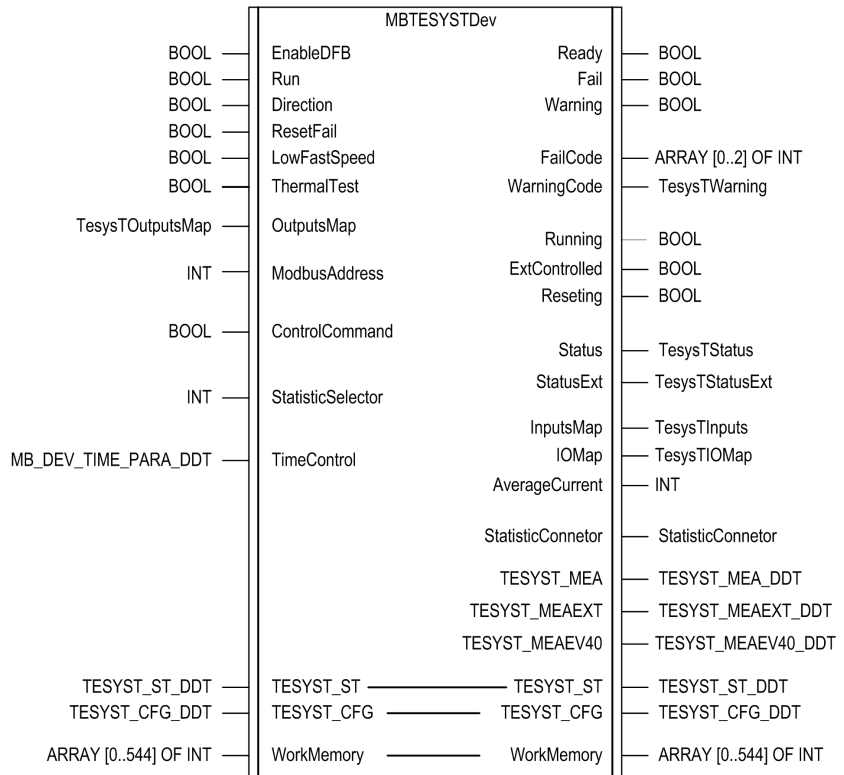 MBTESYSTDev
BOOL EnableDFB Ready BOOL
BOOL Run Fail BOOL
BOOL Direction Warning BOOL
BOOL ResetFail
BOOL LowFastSpeed FailCode ARRAY [0..2] OF INT
BOOL ThermalTest WarningCode TesysTWarning
TesysTOutputsMap OutputsMap
Running BOOL
INT ModbusAddress ExtControlled BOOL
Reseting BOOL
BOOL ControlCommand
Status TesysTStatus
StatusExt TesysTStatusExt
INT StatisticSelector
InputsMap TesysTInputs
MB_DEV_TIME_PARA_DDT TimeControl IOMap TesysTIOMap
AverageCurrent INT
StatisticConnetor StatisticConnetor
TESYST_MEA TESYST_MEA_DDT
TESYST_MEAEXT TESYST_MEAEXT_DDT
TESYST_MEAEV40 TESYST_MEAEV40_DDT
TESYST_ST_DDT TESYST_ST TESYST_ST TESYST_ST_DDT
TESYST_CFG_DDT TESYST_CFG TESYST_CFG TESYST_CFG_DDT
ARRAY [0..544] OF INT WorkMemory WorkMemory ARRAY [0..544] OF INT